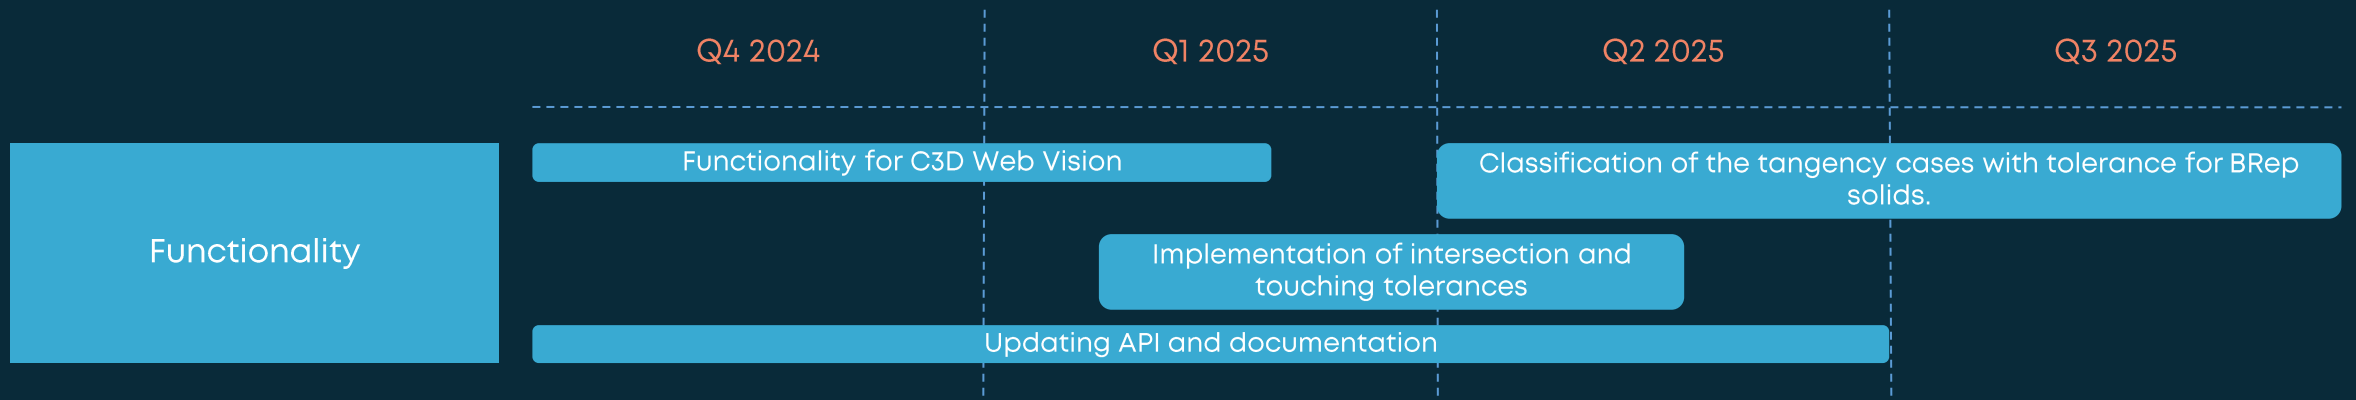 Q4 2024
Q1 2025
Q2 2025
Q3 2025
Functionality
Functionality for C3D Web Vision
Classification of the tangency cases with tolerance for BRep
solids.
Implementation of intersection and
touching tolerances
Updating API and documentation